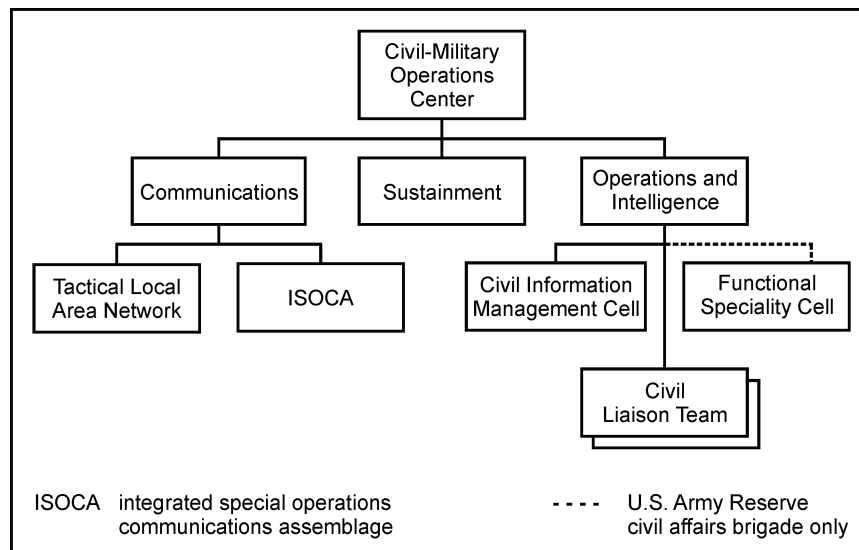 Civil-Military
Operations
Center
Communications
Sustainment
Operations and
Intelligence
Tactical Local
Area Network
ISOCA
Civil Information
Management Cell
Functional
Speciality Cell
Civil
Liaison Team
ISOCA integrated special operations
communications assemblage
U.S. Army Reserve
civil affairs brigade only